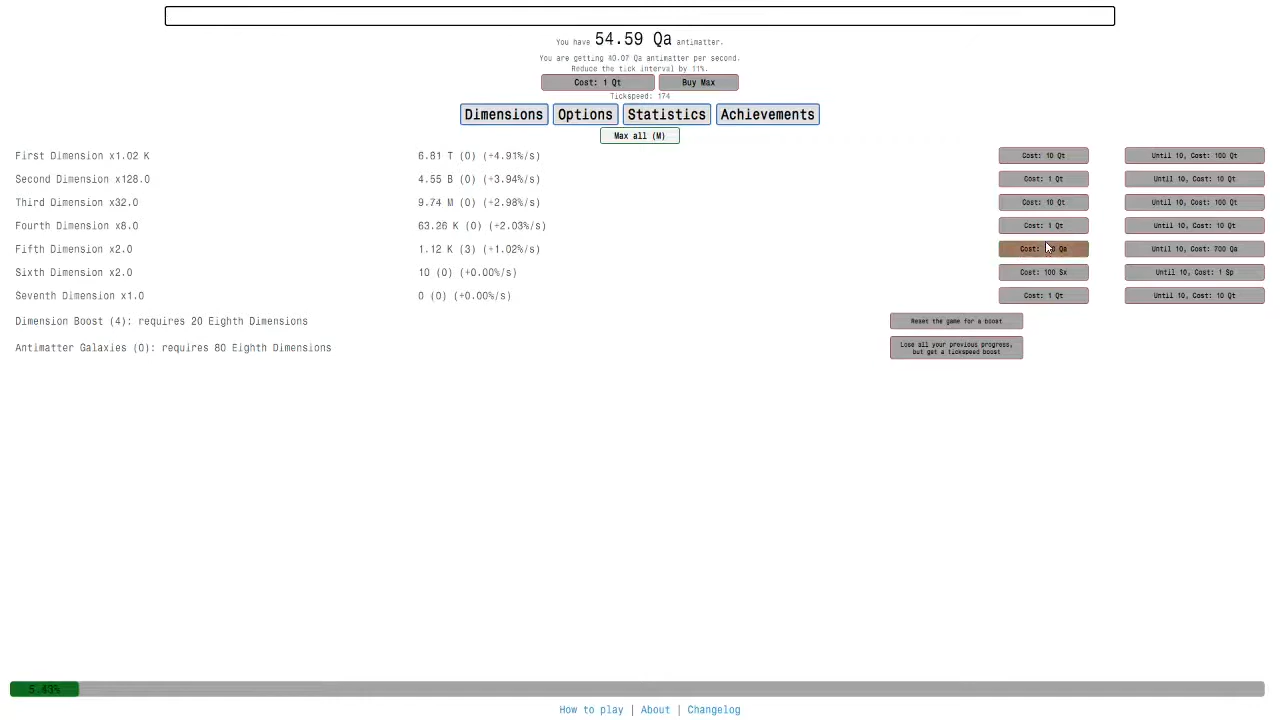 You have 54.59 Qa antimatter.
You are getting 40.07 Qa antimatter per second.
Reduce the tick interval by 11%.
Cost: 1 Qt Buy Max
Tickspeed: 174
Dimensions Options Statistics Achievements
Max all (M)
First Dimension x1.02 K 6.81 T (0) (+4.91%/s) Cost: 10 Qt Until 10, Cost: 100 Qt
Second Dimension x128.0 4.55 B (0) (+3.94%/s) Cost: 1 Qt Until 10, Cost: 10 Qt
Third Dimension x32.0 9.74 M (0) (+2.98%/s) Cost: 10 Qt Until 10, Cost: 100 Qt
Fourth Dimension x8.0 63.26 K (0) (+2.03%/s) Cost: 1 Qt Until 10, Cost: 10 Qt
Fifth Dimension x2.0 1.12 K (3) (+1.02%/s) Cost: Qa Until 10, Cost: 700 Qa
Sixth Dimension x2.0 10 (0) (+0.00%/s) Cost: 100 Sx Until 10, Cost: 1 Sp
Seventh Dimension x1.0 0 (0) (+0.00%/s) Cost: 1 Qt Until 10, Cost: 10 Qt
Dimension Boost (4): requires 20 Eighth Dimensions Reset the game for a boost
Antimatter Galaxies (0): requires 80 Eighth Dimensions Lose all your previous progress,
but get a tickspeed boost
5.43%
How to play | About | Changelog